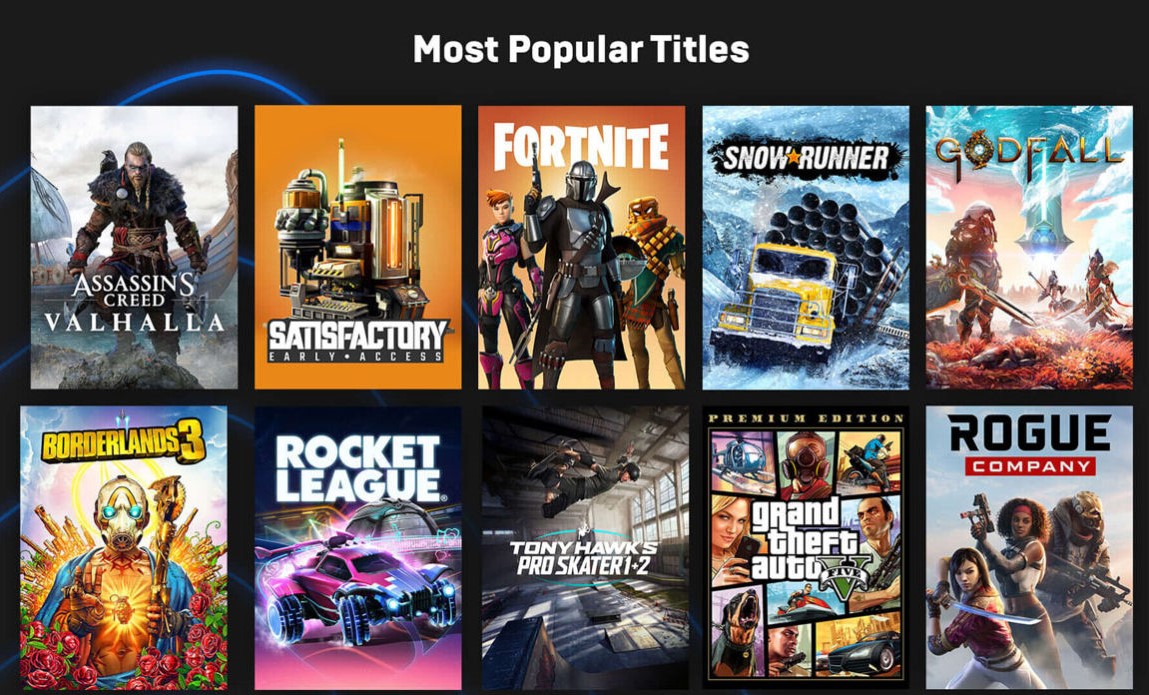 Most Popular Titles
ASSASSIN'S
CREED
VALHALLA
SATISFACTORY
EARLY•ACCESS
FORTNITE
SNOWRUNNER
GODFALL
BORDERLANDS 3
ROCKET
LEAGUE
TONY HAWK'S
PRO SKATER 1+2
PREMIUM EDITION
grand
theft
auto
V
FIVE
ROGUE
COMPANY